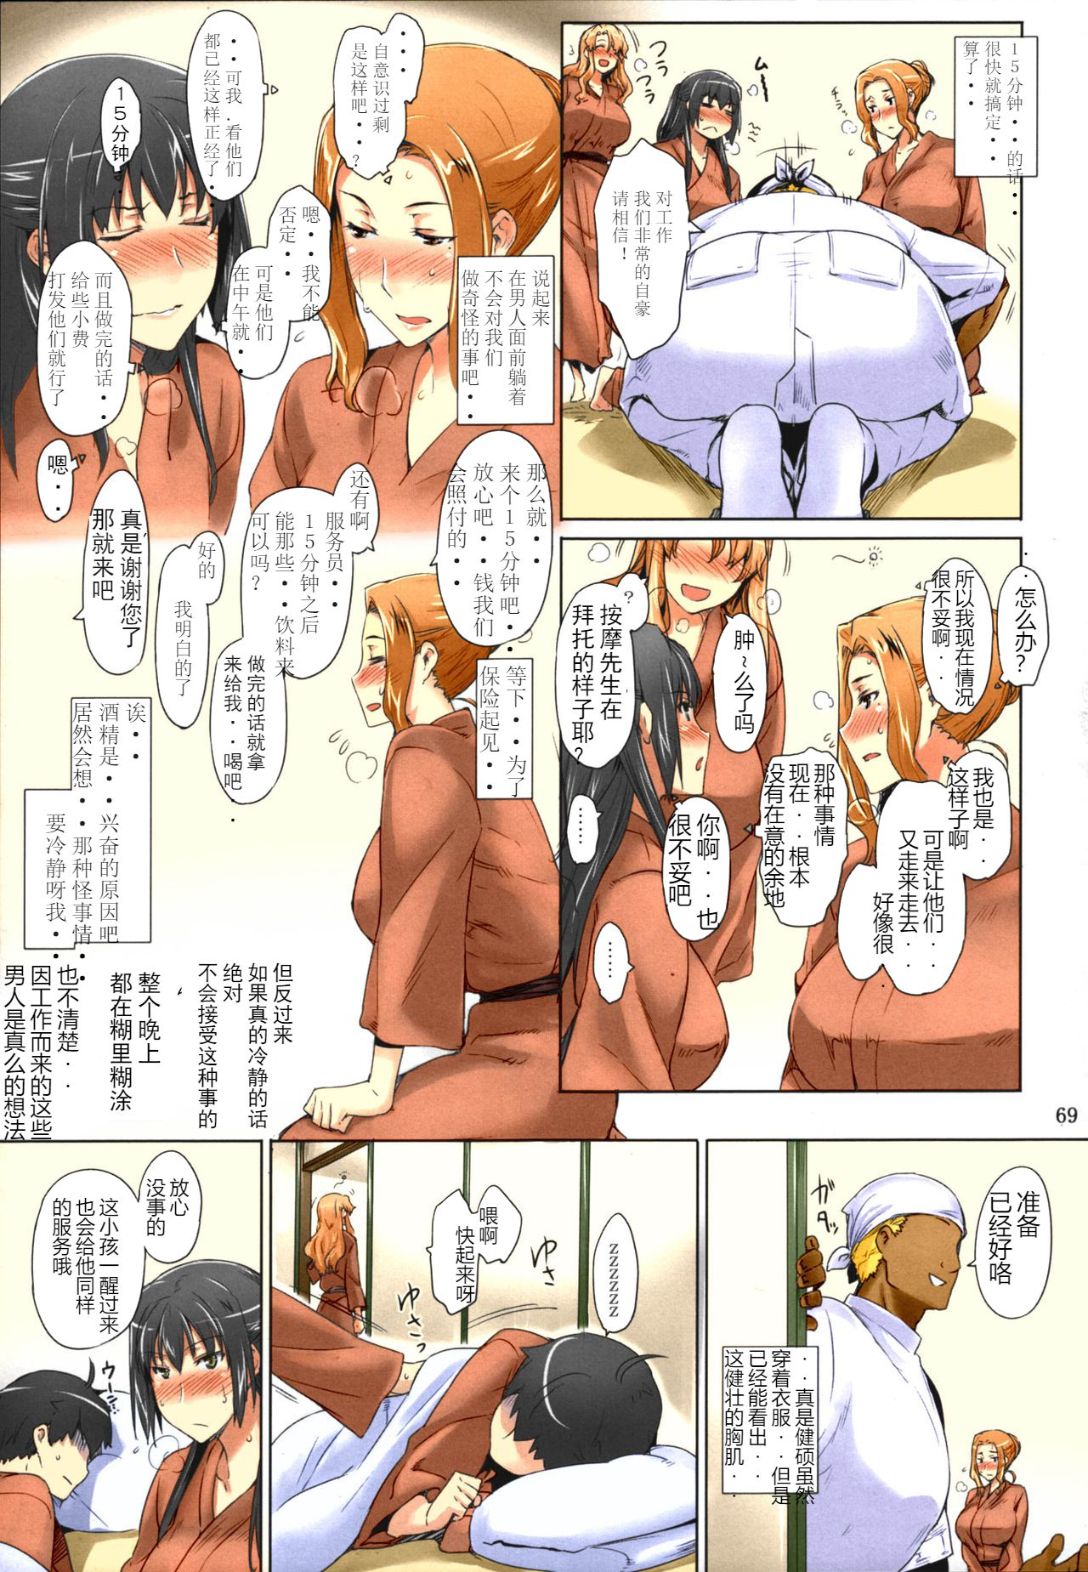 15分钟··的话···
很快就搞定···
算了··
对工作
我们非常的自豪
请相信！
ム～
フラ
フラ
チラ
····
自意识过剩
是这样吧··？
··可我·看他们
都已经这样正经了··
15分钟··
嗯··我不能
否定··
可是他们
在中午就··
而且做完的话··
给些小费
打发他们就行了
嗯··
说起来
在男人面前躺着
不会对我们
做奇怪的事吧··
·怎么办？
所以我现在情况
很不妥啊··
肿~么了吗
？
按摩先生在
拜托的样子耶？
我也是··
这样子啊
可是让他们··
又走来走去··
好像很··
那种事情
现在··根本
没有在意的余地
你啊··也
很不妥吧
······
······
那么就··
来个15分钟吧··
放心吧··钱我们
会照付的··
等下··为了
保险起见··
还有啊
服务员··
15分钟之后
能那些··饮料来
可以吗？
做完的话就拿
来给我··喝吧··
好的
我明白的了
真是谢谢您了
那就来吧
诶··
酒精是··兴奋的原因吧
居然会想··那种怪事情··
要冷静呀我··
但反过来
如果真的冷静的话
绝对
不会接受这种事的
整个晚上
都在糊里糊涂
也不清楚···
因工作而来的这些
男人是真么的想法
69
准备
已经好咯
ガタッ
··真是健硕虽然
穿着衣服··但是
已经能看出··
这健壮的胸肌··
zzzzzz
喂啊
快起来呀
ゆさ
ゆさっ
放心
没事的
这小孩一醒过来
也会给他同样
的服务哦
うーン